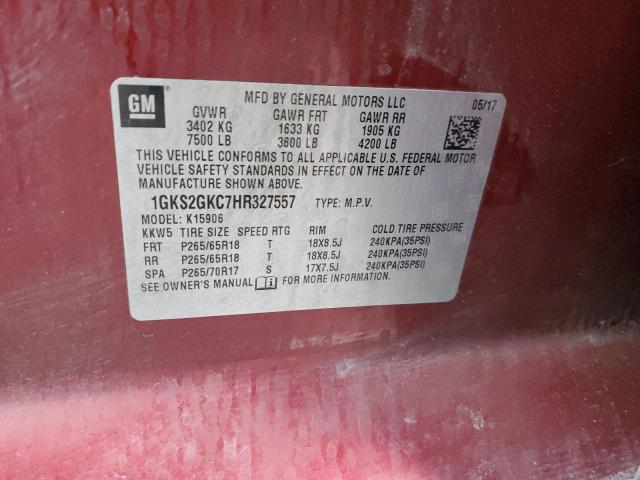 GM
MFD BY GENERAL MOTORS LLC 05/17
GVWR GAWR FRT GAWR RR
3402 KG 1633 KG 1905 KG
7500 LB 3600 LB 4200 LB
THIS VEHICLE CONFORMS TO ALL APPLICABLE U.S. FEDERAL MOTOR
VEHICLE SAFETY STANDARDS IN EFFECT ON THE DATE OF
MANUFACTURE SHOWN ABOVE.
1GKS2GKC7HR327557 TYPE: M.P.V.
MODEL: K15906
KKW5 TIRE SIZE SPEED RTG RIM COLD TIRE PRESSURE
FRT P265/65R18 T 18X8.5J 240KPA(35PSI)
RR P265/65R18 T 18X8.5J 240KPA(35PSI)
SPA P265/70R17 S 17X7.5J 240KPA(35PSI)
SEE OWNER'S MANUAL FOR MORE INFORMATION.